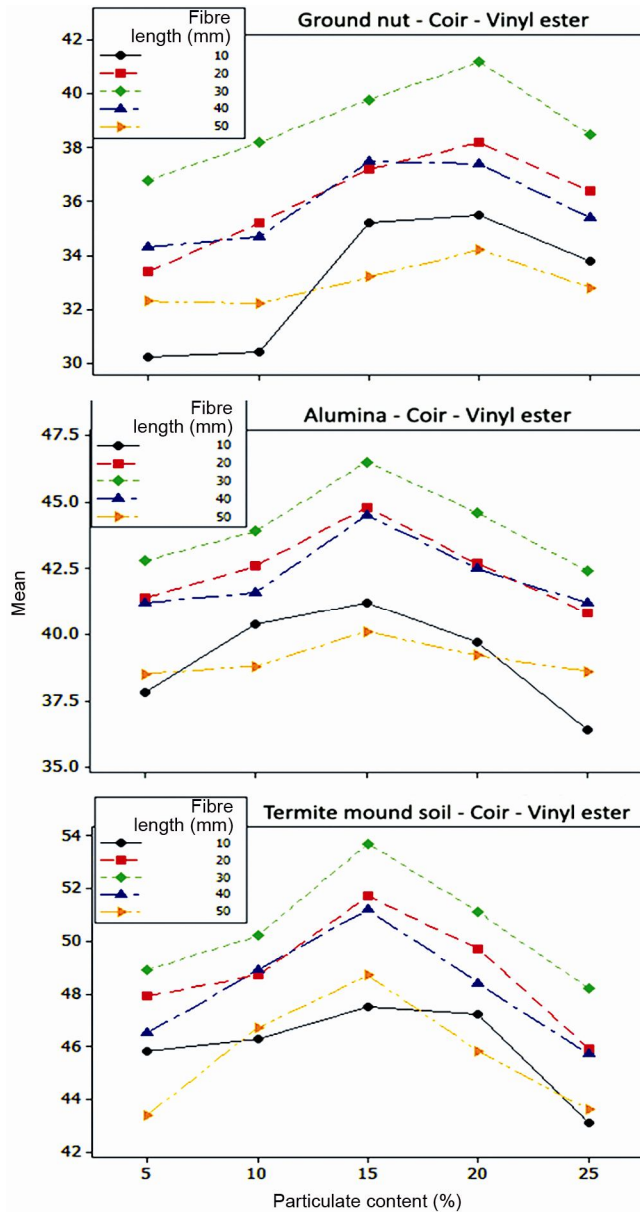 Ground nut - Coir - Vinyl ester
Fibre
length (mm)
10
20
30
40
50
42
40
38
36
34
32
30
Alumina - Coir - Vinyl ester
Fibre
length (mm)
10
20
30
40
50
47.5
45.0
42.5
40.0
37.5
35.0
Mean
Termite mound soil - Coir - Vinyl ester
Fibre
length (mm)
10
20
30
40
50
54
52
50
48
46
44
42
5 10 15 20 25
Particulate content (%)